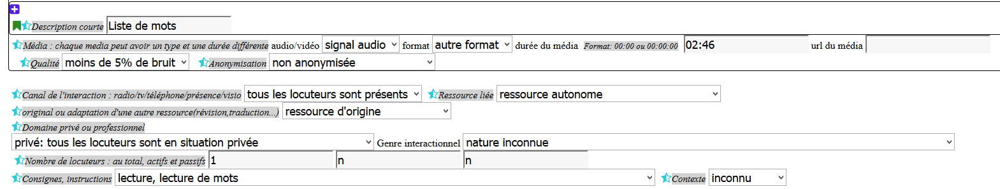 Description courte Liste de mots
Média : chaque media peut avoir un type et une durée différente audio/vidéo signal audio format autre format durée du média Format: 00:00 ou 00:00:00 02:46 url du média
Qualité moins de 5% de bruit Anonymisation non anonymisée
Canal de l'interaction : radio/tv/téléphone/présence/visio tous les locuteurs sont présents Ressource liée ressource autonome
original ou adaptation d'une autre ressource(révision,traduction...) ressource d'origine
Domaine privé ou professionnel
privé: tous les locuteurs sont en situation privée Genre interactionnel nature inconnue
Nombre de locuteurs : au total, actifs et passifs 1 n n
Consignes, instructions lecture, lecture de mots Contexte inconnu